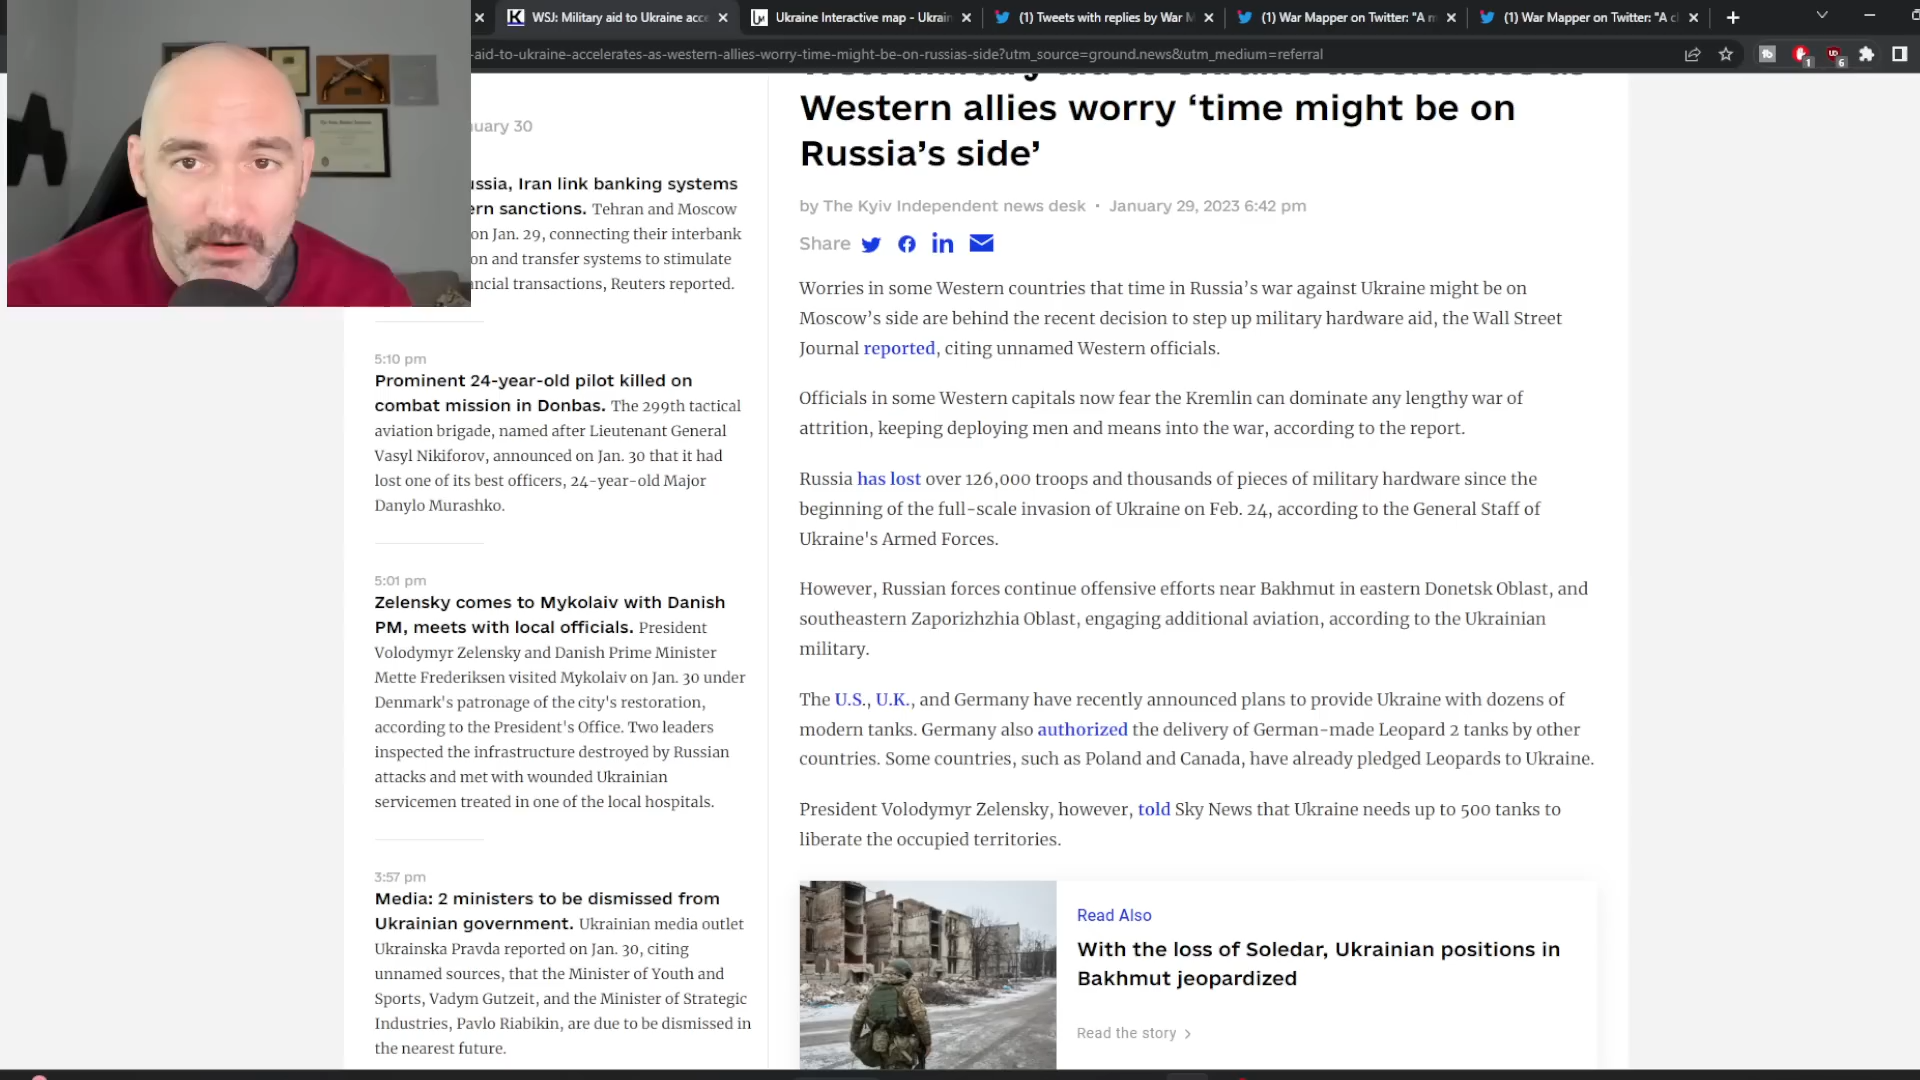 WSJ: Military aid to Ukraine acce
Ukraine Interactive map - Ukrain
(1) Tweets with replies by War M
(1) War Mapper on Twitter: "A m
(1) War Mapper on Twitter: "A cl
-aid-to-ukraine-accelerates-as-western-allies-worry-time-might-be-on-russias-side?utm_source=ground.news&utm_medium=referral
1
6
uary 30
ussia, Iran link banking systems
ern sanctions. Tehran and Moscow
on Jan. 29, connecting their interbank
on and transfer systems to stimulate
ncial transactions, Reuters reported.
5:10 pm
Prominent 24-year-old pilot killed on
combat mission in Donbas. The 299th tactical
aviation brigade, named after Lieutenant General
Vasyl Nikiforov, announced on Jan. 30 that it had
lost one of its best officers, 24-year-old Major
Danylo Murashko.
5:01 pm
Zelensky comes to Mykolaiv with Danish
PM, meets with local officials. President
Volodymyr Zelensky and Danish Prime Minister
Mette Frederiksen visited Mykolaiv on Jan. 30 under
Denmark's patronage of the city's restoration,
according to the President's Office. Two leaders
inspected the infrastructure destroyed by Russian
attacks and met with wounded Ukrainian
servicemen treated in one of the local hospitals.
3:57 pm
Media: 2 ministers to be dismissed from
Ukrainian government. Ukrainian media outlet
Ukrainska Pravda reported on Jan. 30, citing
unnamed sources, that the Minister of Youth and
Sports, Vadym Gutzeit, and the Minister of Strategic
Industries, Pavlo Riabikin, are due to be dismissed in
the nearest future.
Western allies worry ‘time might be on
Russia’s side’
by The Kyiv Independent news desk · January 29, 2023 6:42 pm
Share
Worries in some Western countries that time in Russia’s war against Ukraine might be on
Moscow’s side are behind the recent decision to step up military hardware aid, the Wall Street
Journal reported, citing unnamed Western officials.
Officials in some Western capitals now fear the Kremlin can dominate any lengthy war of
attrition, keeping deploying men and means into the war, according to the report.
Russia has lost over 126,000 troops and thousands of pieces of military hardware since the
beginning of the full-scale invasion of Ukraine on Feb. 24, according to the General Staff of
Ukraine's Armed Forces.
However, Russian forces continue offensive efforts near Bakhmut in eastern Donetsk Oblast, and
southeastern Zaporizhzhia Oblast, engaging additional aviation, according to the Ukrainian
military.
The U.S., U.K., and Germany have recently announced plans to provide Ukraine with dozens of
modern tanks. Germany also authorized the delivery of German-made Leopard 2 tanks by other
countries. Some countries, such as Poland and Canada, have already pledged Leopards to Ukraine.
President Volodymyr Zelensky, however, told Sky News that Ukraine needs up to 500 tanks to
liberate the occupied territories.
Read Also
With the loss of Soledar, Ukrainian positions in
Bakhmut jeopardized
Read the story